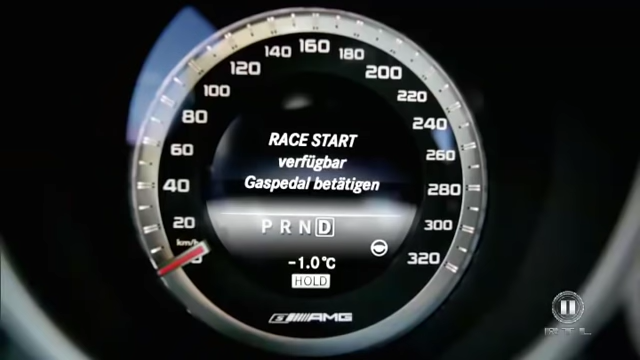 160
140 180
120 200
100 220
80 240
60 260
40 280
20 300
km/h 320
RACE START
verfügbar
Gaspedal betätigen
P R N D
-1.0°C
HOLD
AMG